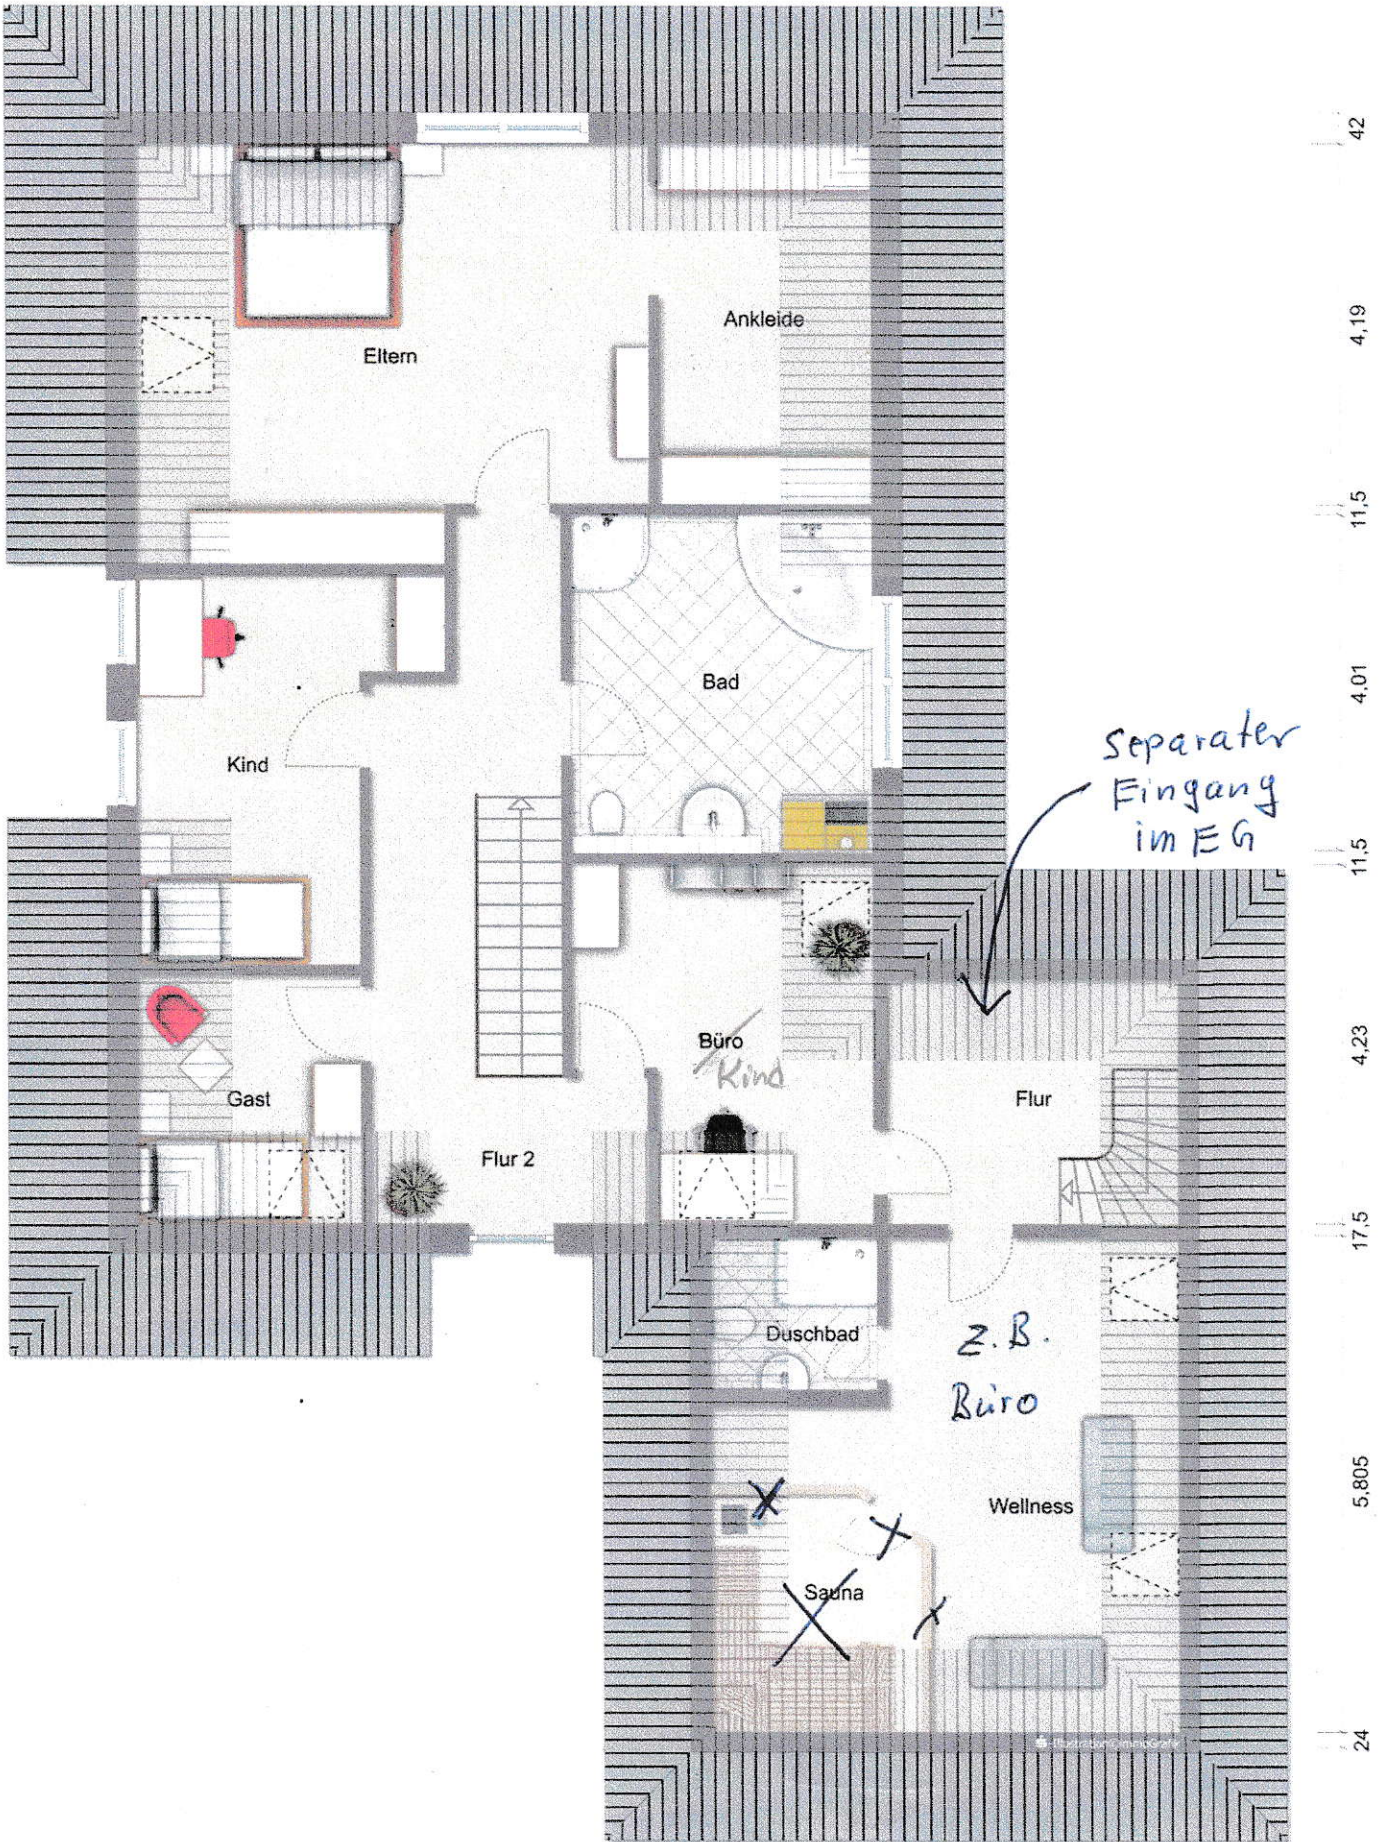 42
Ankleide
4,19
Eltern
11,5
Bad
4,01
Separater
Eingang
im EG
Kind
11,5
Büro
Kind
4,23
Gast
Flur
Flur 2
17,5
Duschbad
z.B.
Büro
5.805
Wellness
Sauna
24